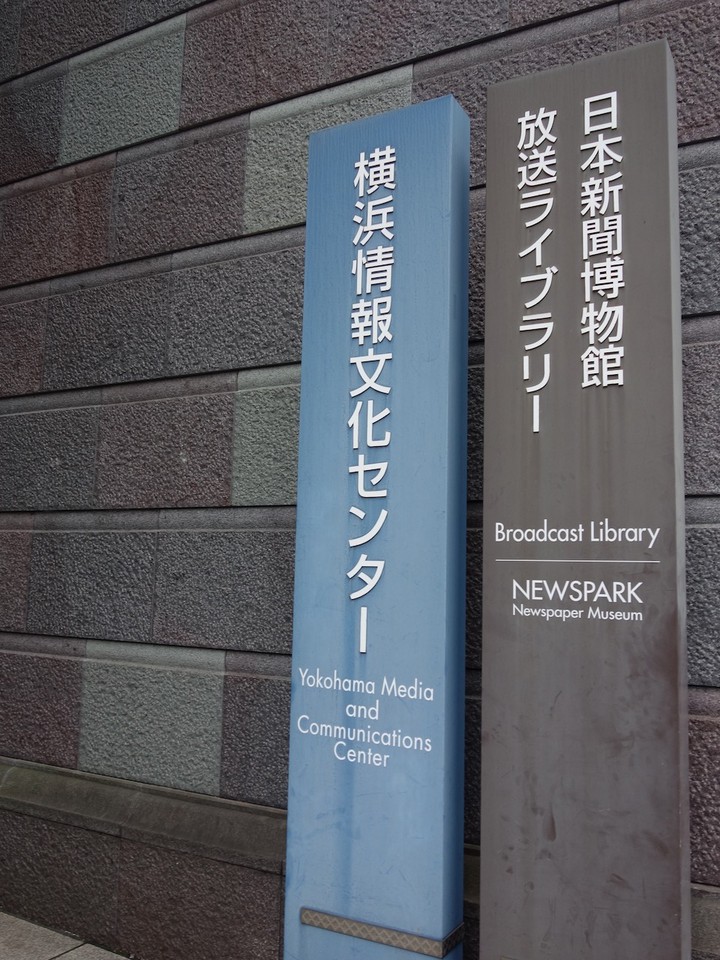 横浜情報文化センター
Yokohama Media
and
Communications
Center
日本新聞博物館
放送ライブラリー
Broadcast Library
NEWSPARK
Newspaper Museum